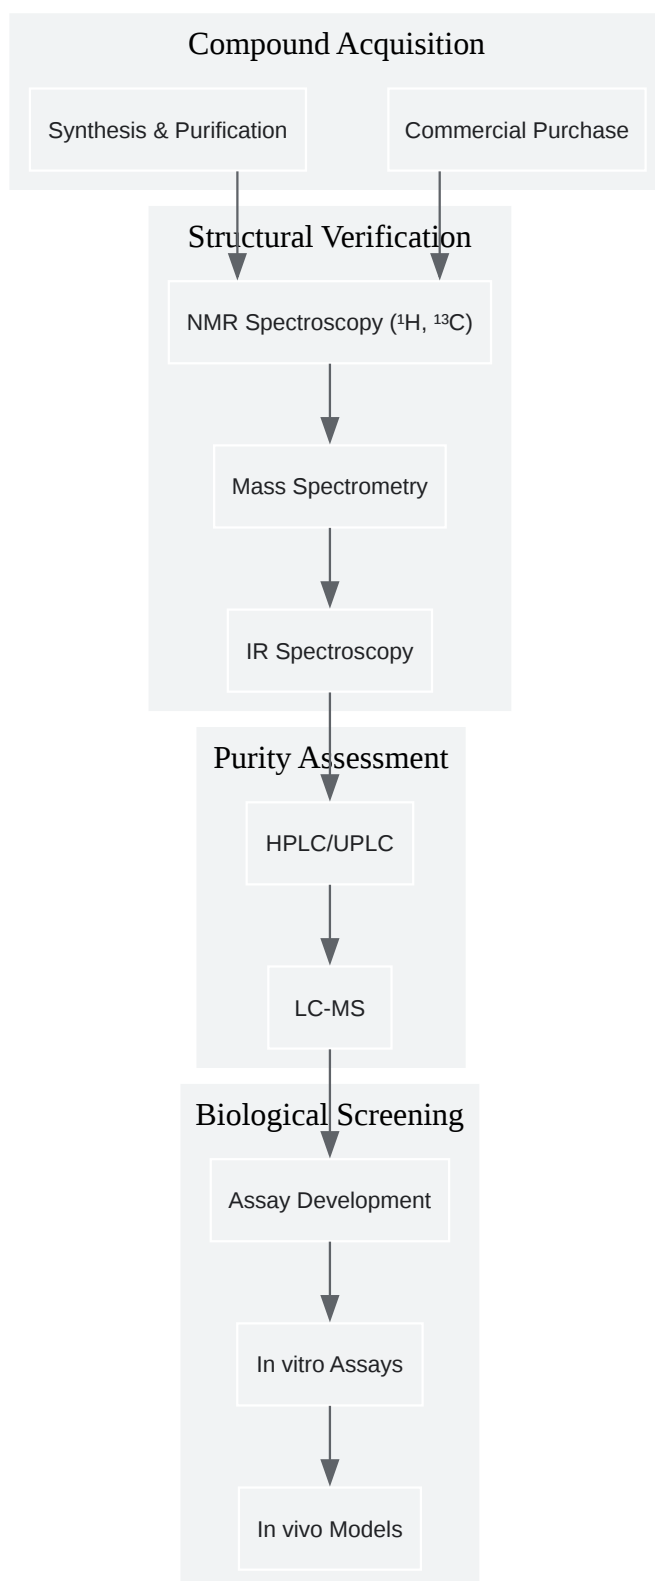 Compound Acquisition
Synthesis & Purification
Commercial Purchase
Structural Verification
NMR Spectroscopy (¹H, ¹³C)
Mass Spectrometry
IR Spectroscopy
Purity Assessment
HPLC/UPLC
LC-MS
Biological Screening
Assay Development
In vitro Assays
In vivo Models